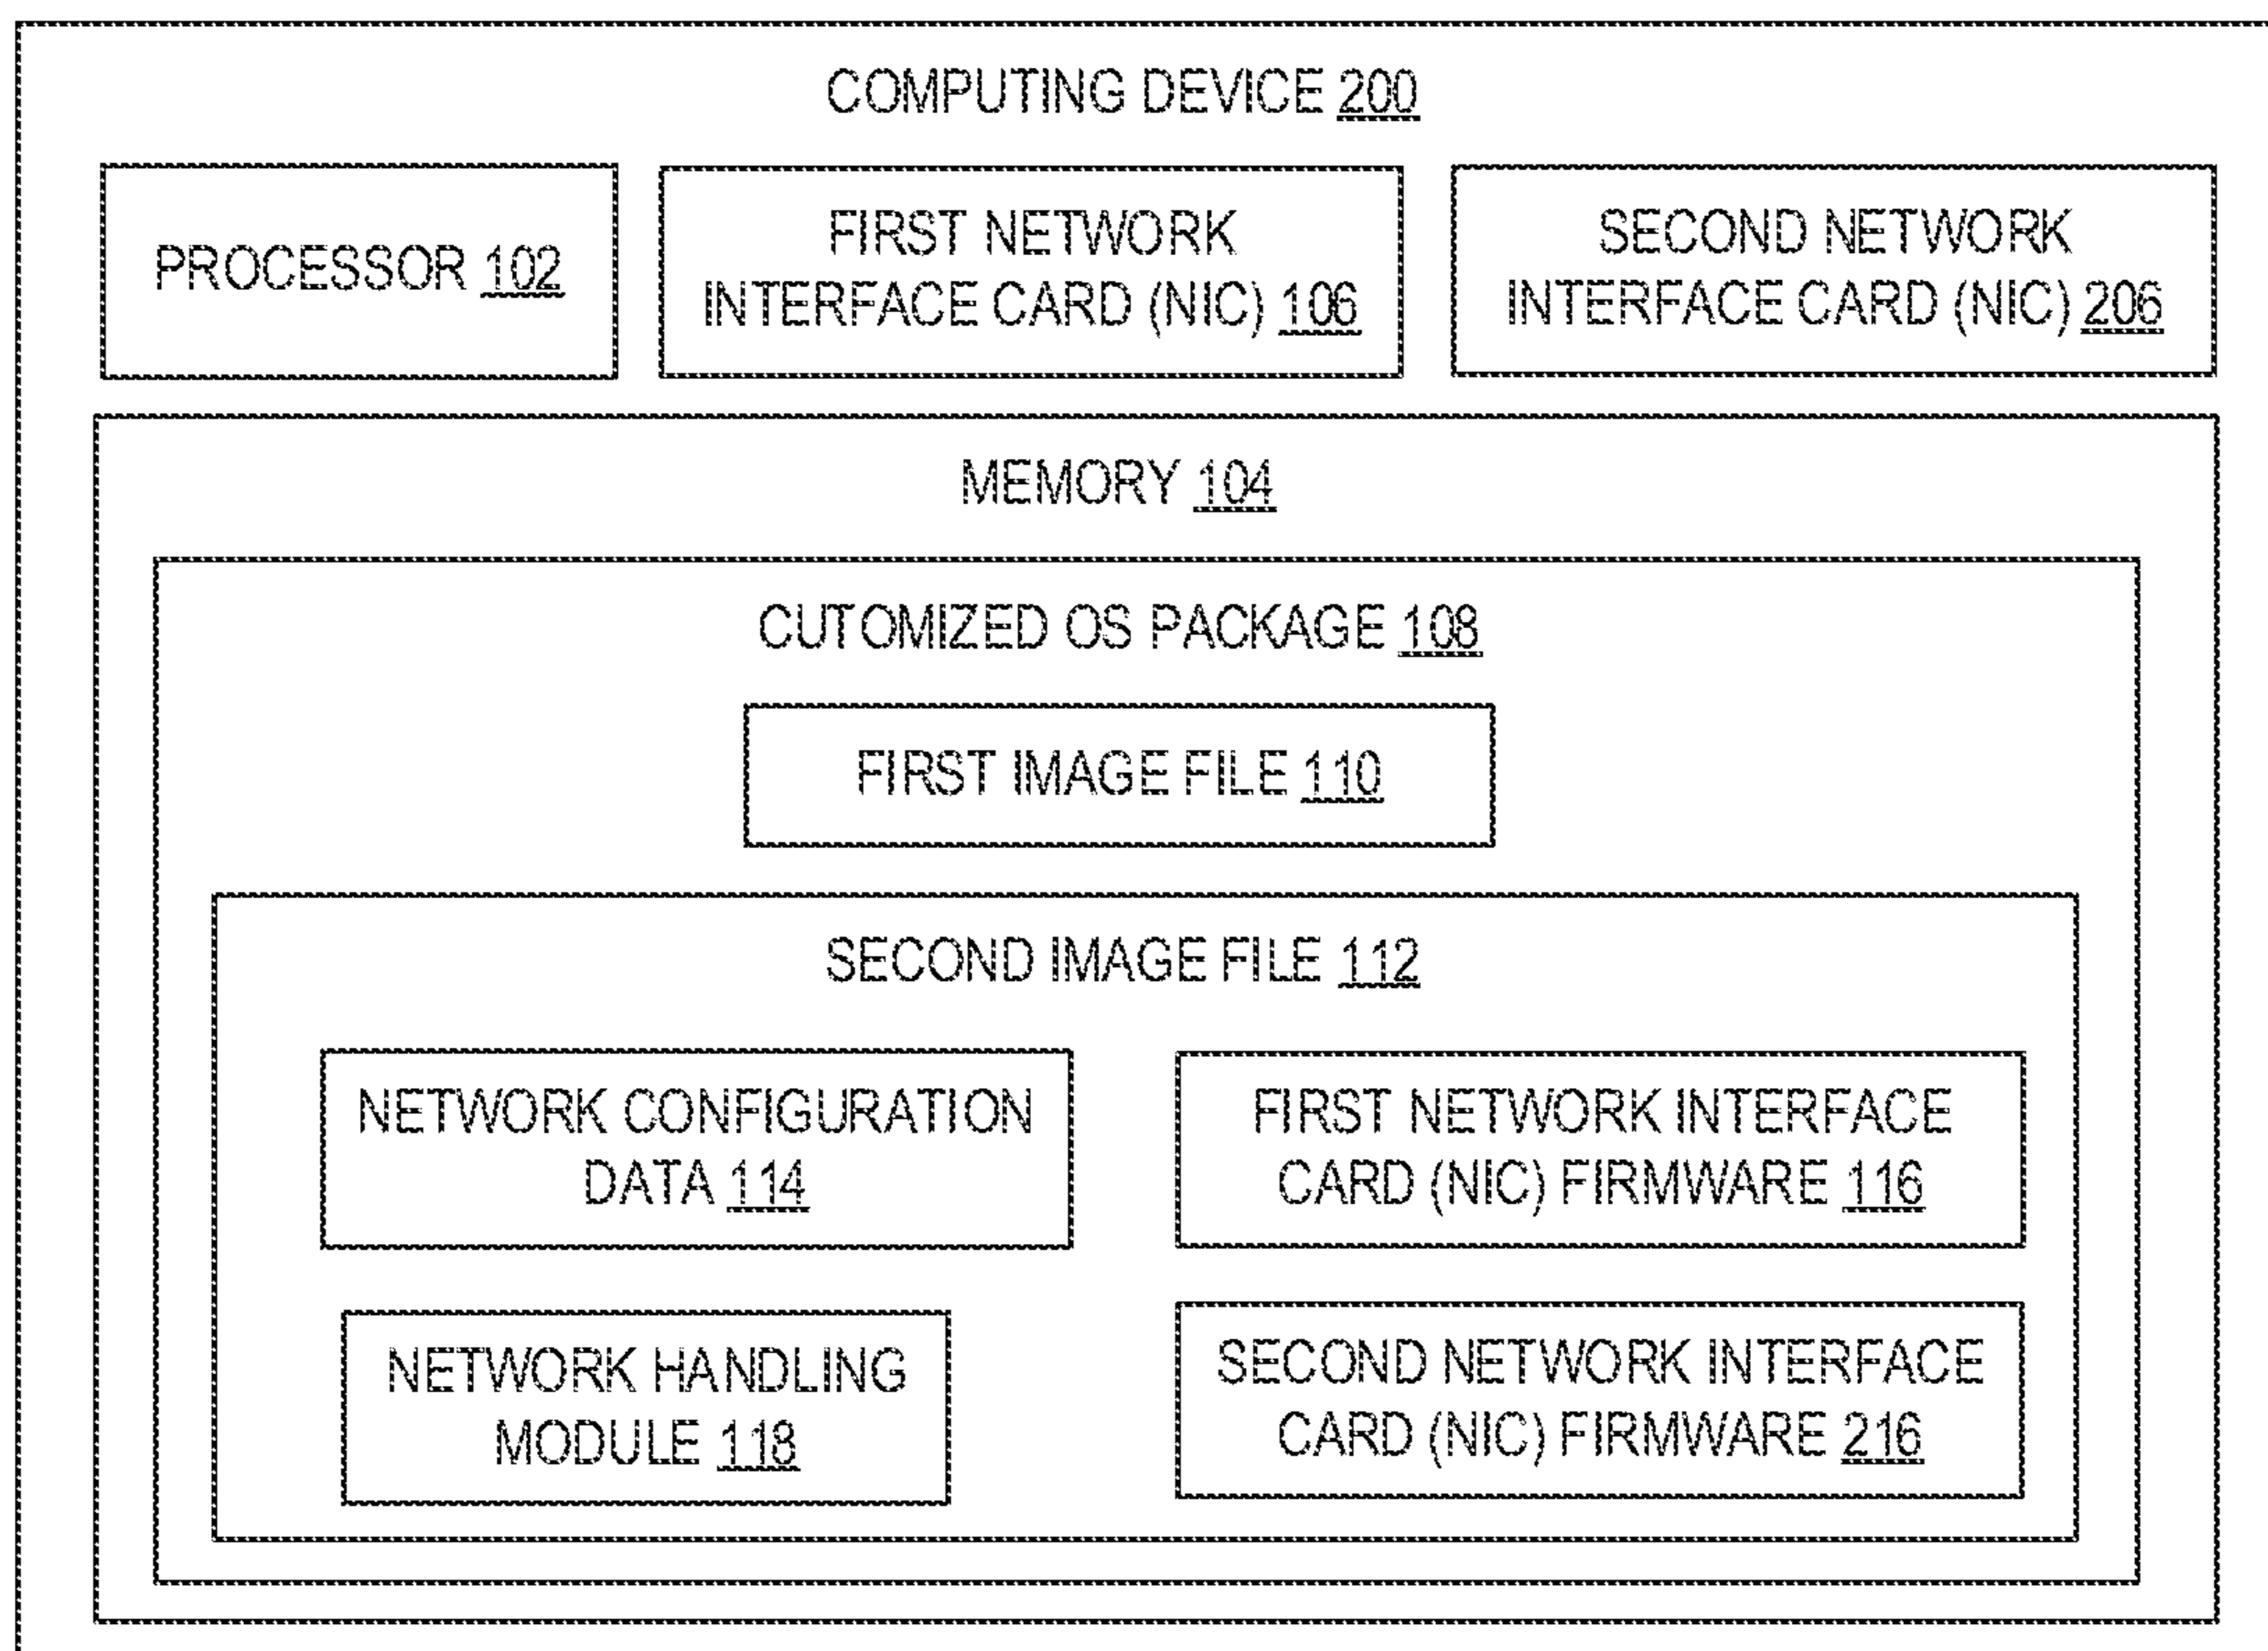 COMPUTING DEVICE 200
PROCESSOR 102
FIRST NETWORK
INTERFACE CARD (NIC) 106
SECOND NETWORK
INTERFACE CARD (NIC) 206
MEMORY 104
CUTOMIZED OS PACKAGE 108
FIRST IMAGE FILE 110
SECOND IMAGE FILE 112
NETWORK CONFIGURATION
DATA 114
FIRST NETWORK INTERFACE
CARD (NIC) FIRMWARE 116
NETWORK HANDLING
MODULE 118
SECOND NETWORK INTERFACE
CARD (NIC) FIRMWARE 216